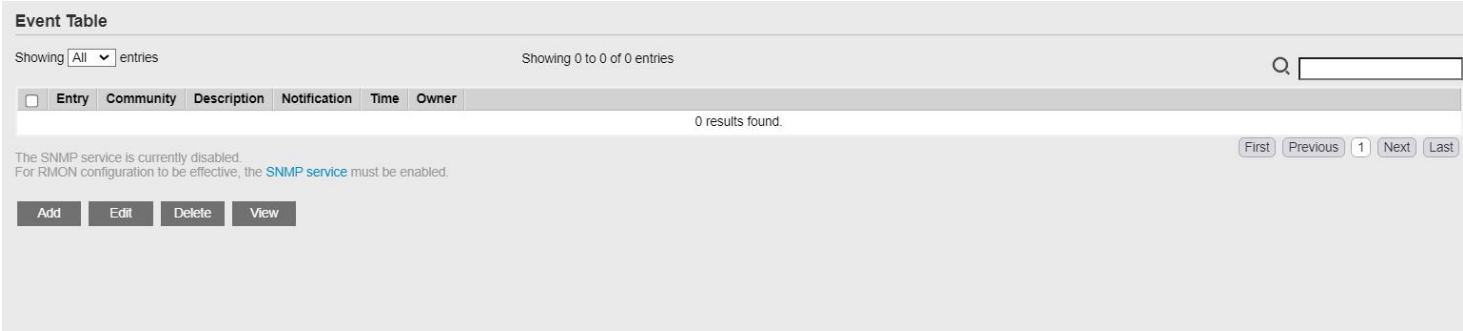 Event Table
Showing All entries
Showing 0 to 0 of 0 entries
Entry Community Description Notification Time Owner
0 results found.
First Previous 1 Next Last
The SNMP service is currently disabled.
For RMON configuration to be effective, the SNMP service must be enabled.
Add Edit Delete View